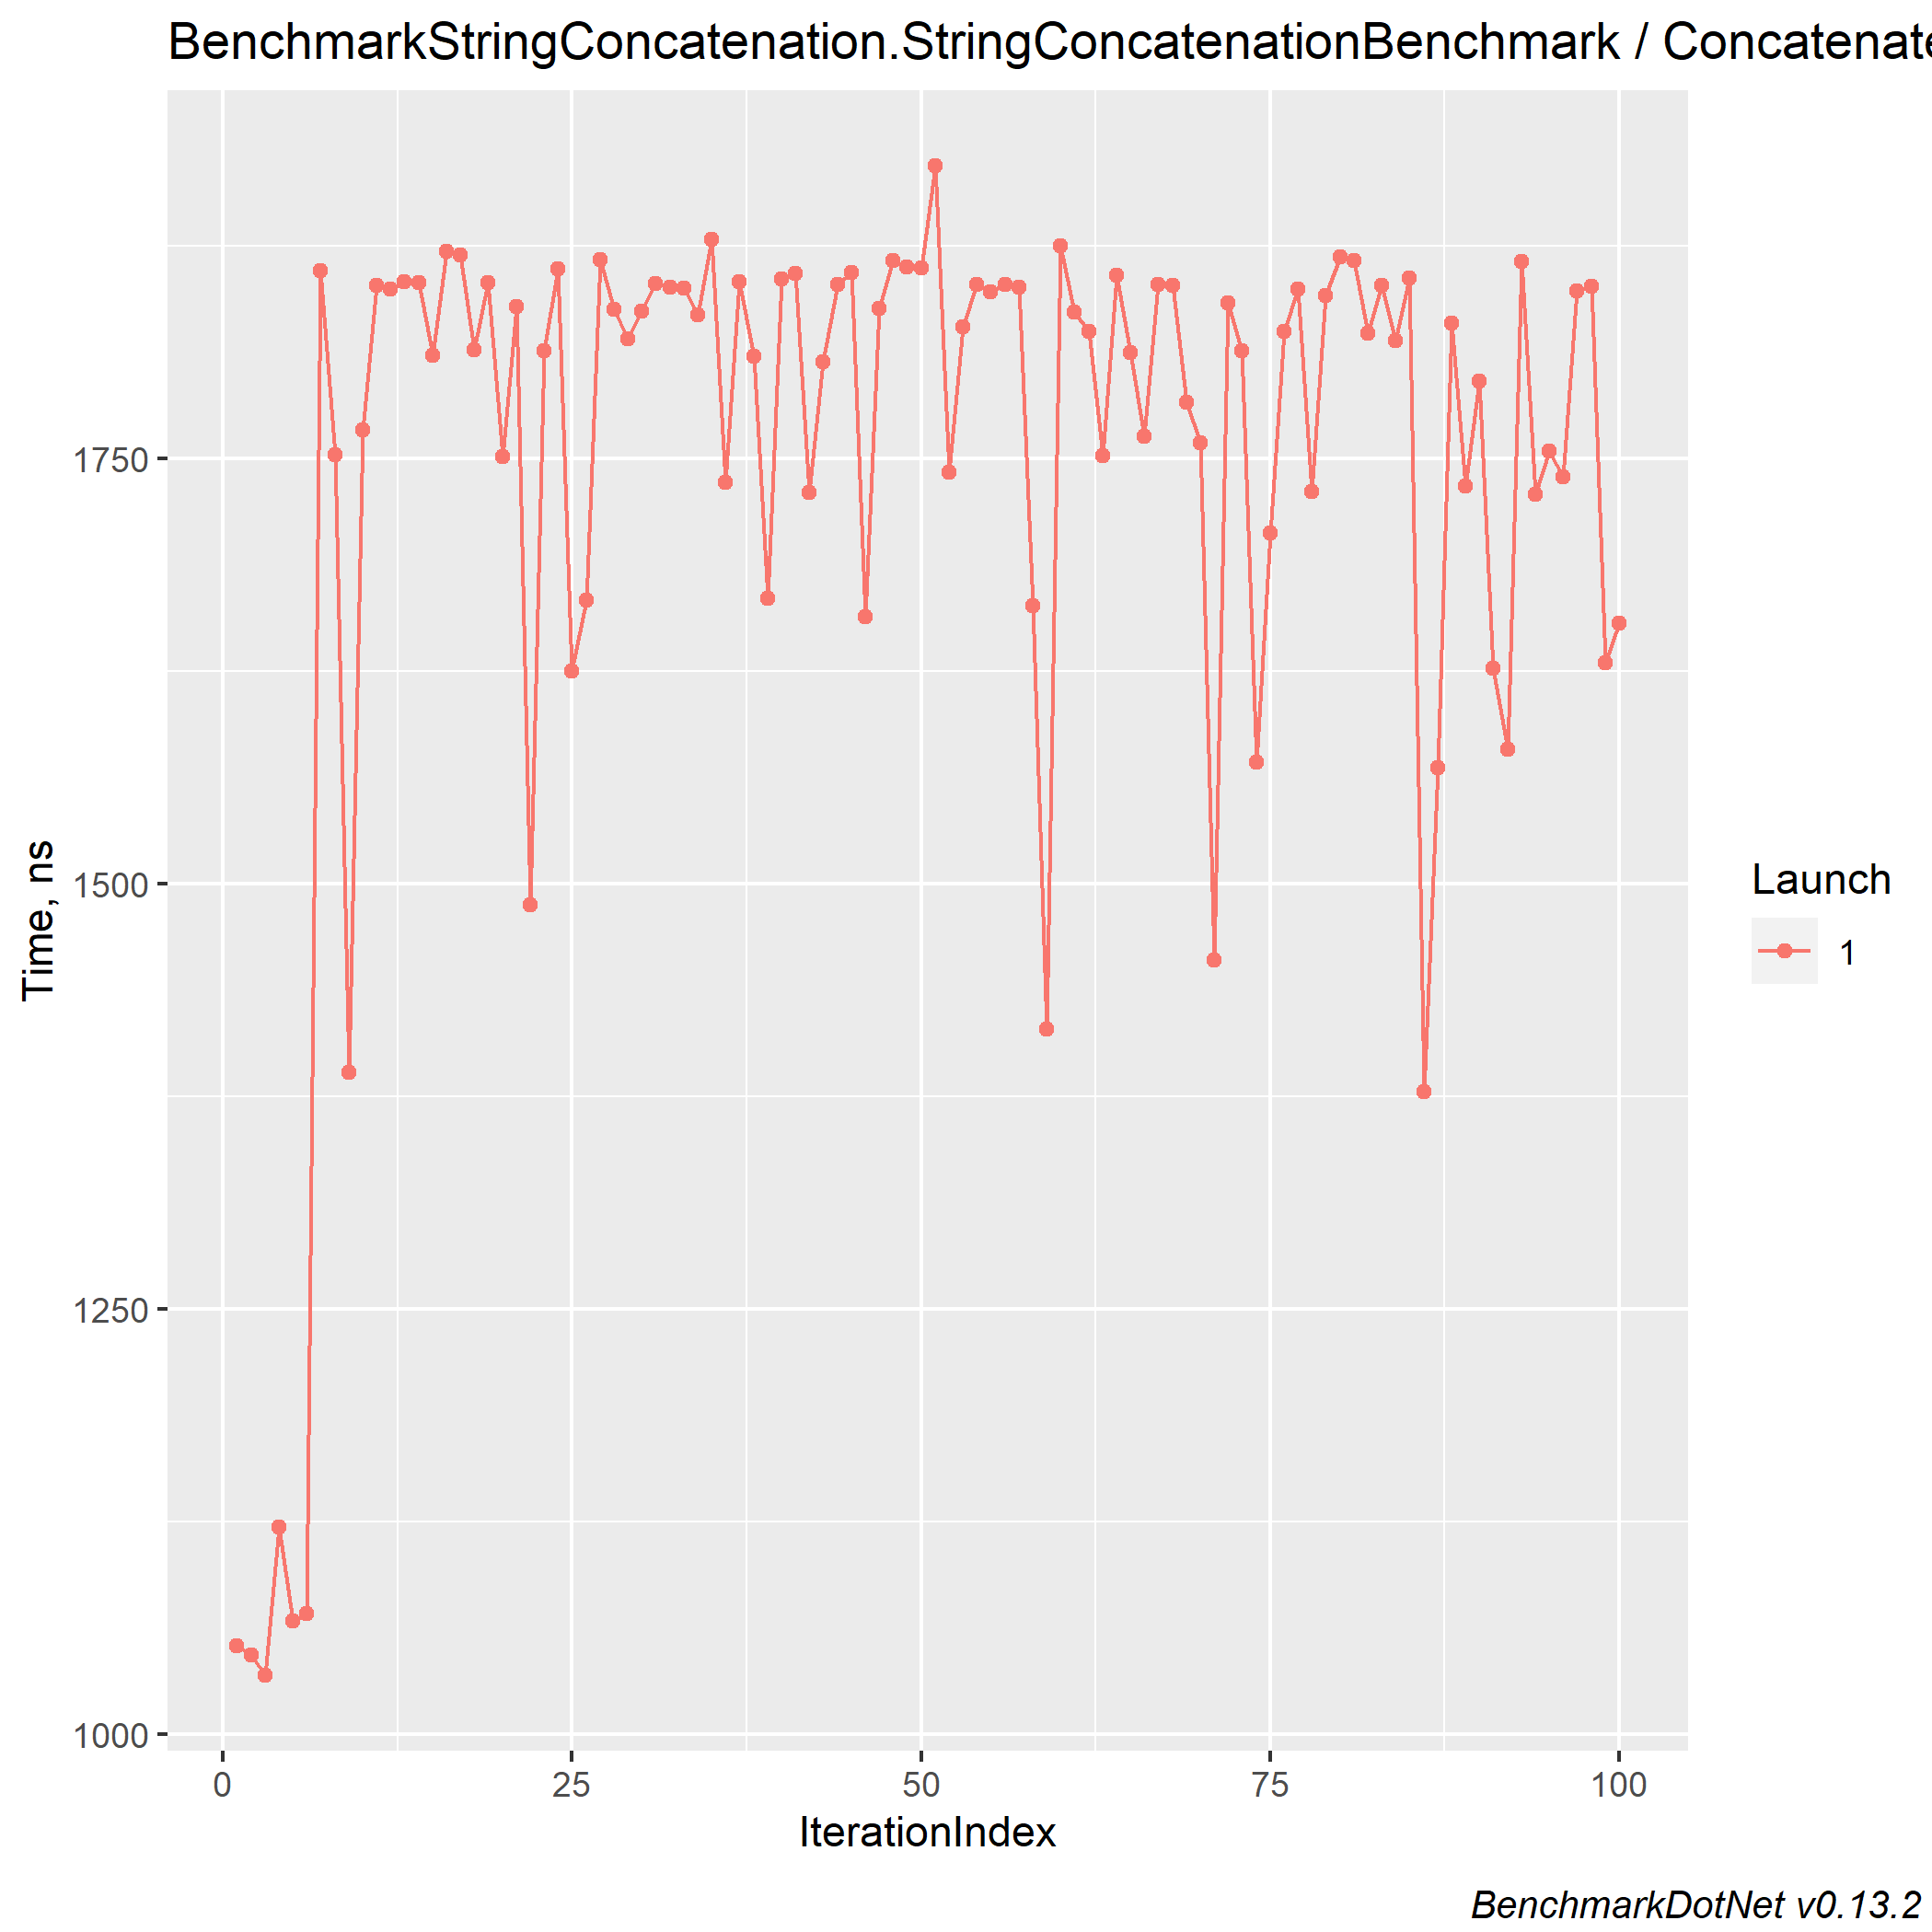 BenchmarkStringConcatenation.StringConcatenationBenchmark / Concatenate
1750
1500
1250
1000
Time, ns
0 25 50 75 100
IterationIndex
Launch
1
BenchmarkDotNet v0.13.2